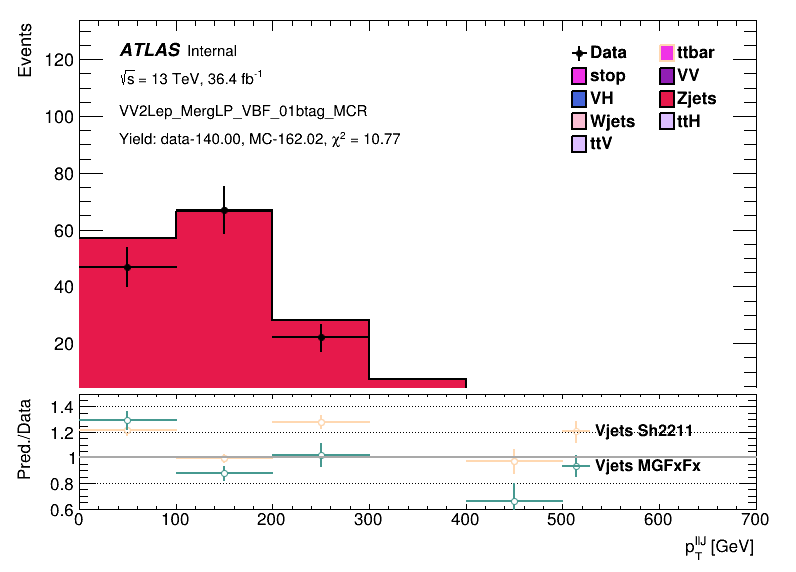 Events
120
100
80
60
40
20
ATLAS Internal
√s = 13 TeV, 36.4 fb⁻¹
VV2Lep_MergLP_VBF_01btag_MCR
Yield: data-140.00, MC-162.02, χ² = 10.77
Data
ttbar
stop
VV
VH
Zjets
Wjets
ttH
ttV
Pred./Data
1.4
1.2
1
0.8
0.6
Vjets Sh2211
Vjets MGFxFx
0 100 200 300 400 500 600 700
p_T^llJ [GeV]